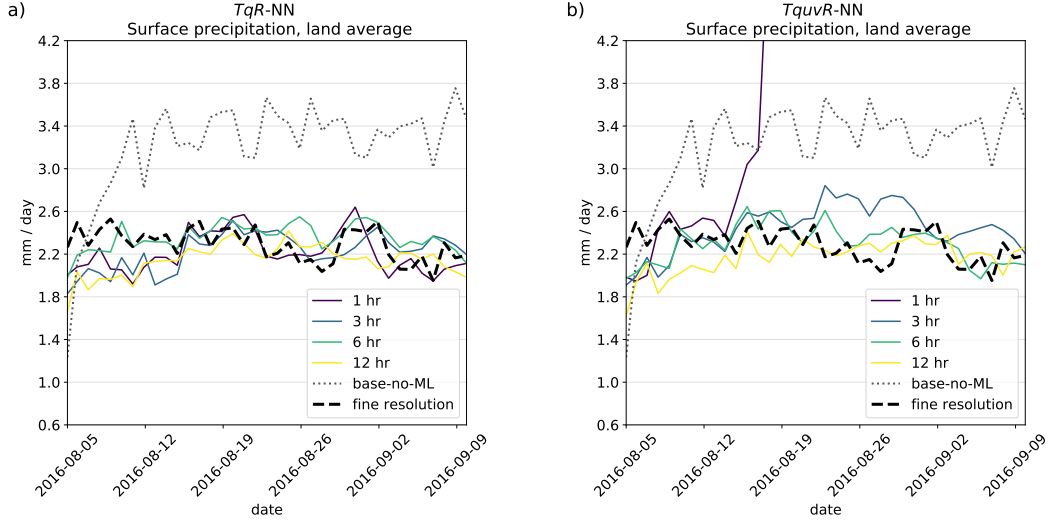 a)
TqR-NN
Surface precipitation, land average
mm / day
4.2
3.8
3.4
3.0
2.6
2.2
1.8
1.4
1.0
0.6
1 hr
3 hr
6 hr
12 hr
base-no-ML
fine resolution
2016-08-05
2016-08-12
2016-08-19
2016-08-26
2016-09-02
2016-09-09
date
b)
TquvR-NN
Surface precipitation, land average
mm / day
4.2
3.8
3.4
3.0
2.6
2.2
1.8
1.4
1.0
0.6
1 hr
3 hr
6 hr
12 hr
base-no-ML
fine resolution
2016-08-05
2016-08-12
2016-08-19
2016-08-26
2016-09-02
2016-09-09
date